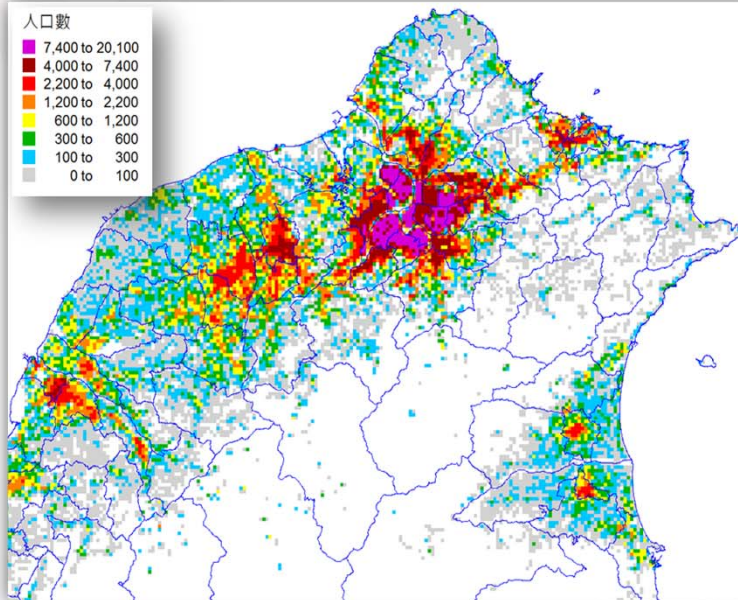 人口數
7,400 to 20,100
4,000 to 7,400
2,200 to 4,000
1,200 to 2,200
600 to 1,200
300 to 600
100 to 300
0 to 100